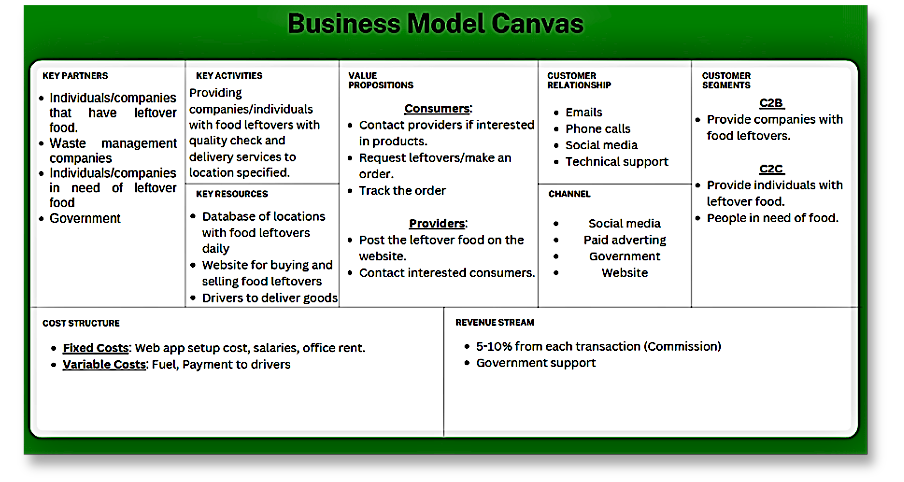 Business Model Canvas
KEY PARTNERS
• Individuals/companies
that have leftover
food.
• Waste management
companies
• Individuals/companies
in need of leftover
food
• Government
KEY ACTIVITIES
Providing
companies/individuals
with food leftovers with
quality check and
delivery services to
location specified.
KEY RESOURCES
• Database of locations
with food leftovers
daily
• Website for buying and
selling food leftovers
• Drivers to deliver goods
VALUE
PROPOSITIONS
Consumers:
• Contact providers if interested
in products.
• Request leftovers/make an
order.
• Track the order
Providers:
• Post the leftover food on the
website.
• Contact interested consumers.
CUSTOMER
RELATIONSHIP
• Emails
• Phone calls
• Social media
• Technical support
CHANNEL
• Social media
• Paid adverting
• Government
• Website
CUSTOMER
SEGMENTS
C2B
• Provide companies with
food leftovers.
C2C
• Provide individuals with
leftover food.
• People in need of food.
COST STRUCTURE
• Fixed Costs: Web app setup cost, salaries, office rent.
• Variable Costs: Fuel, Payment to drivers
REVENUE STREAM
• 5-10% from each transaction (Commission)
• Government support